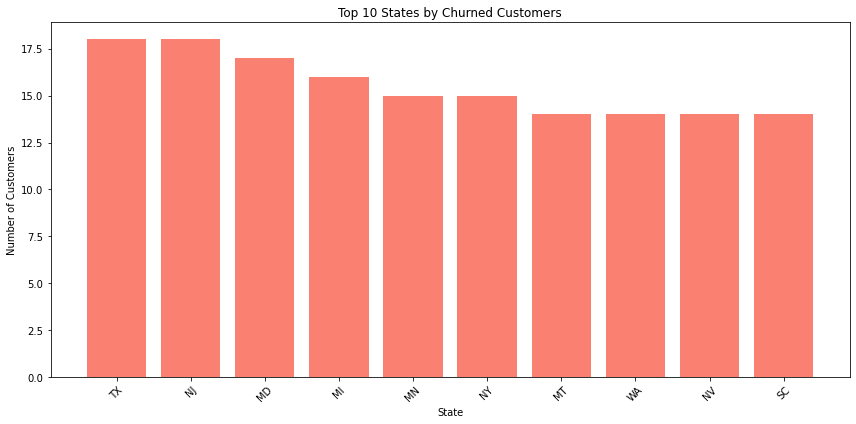 Top 10 States by Churned Customers
Number of Customers
17.5
15.0
12.5
10.0
7.5
5.0
2.5
0.0
TX NJ MD MI MN NY MT WA NV SC
State